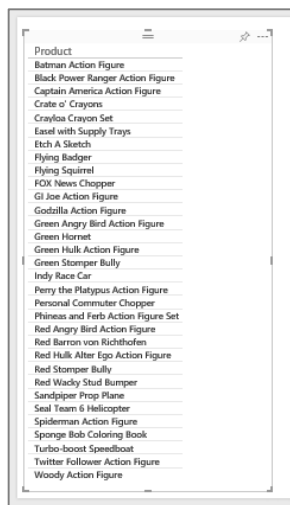 Product
Batman Action Figure
Black Power Ranger Action Figure
Captain America Action Figure
Crate o' Crayons
Crayloa Crayon Set
Easel with Supply Trays
Etch A Sketch
Flying Badger
Flying Squirrel
FOX News Chopper
GI Joe Action Figure
Godzilla Action Figure
Green Angry Bird Action Figure
Green Hornet
Green Hulk Action Figure
Green Stomper Bully
Indy Race Car
Perry the Platypus Action Figure
Personal Commuter Chopper
Phineas and Ferb Action Figure Set
Red Angry Bird Action Figure
Red Barron von Richthofen
Red Hulk Alter Ego Action Figure
Red Stomper Bully
Red Wacky Stud Bumper
Sandpiper Prop Plane
Seal Team 6 Helicopter
Spiderman Action Figure
Sponge Bob Coloring Book
Turbo-boost Speedboat
Twitter Follower Action Figure
Woody Action Figure